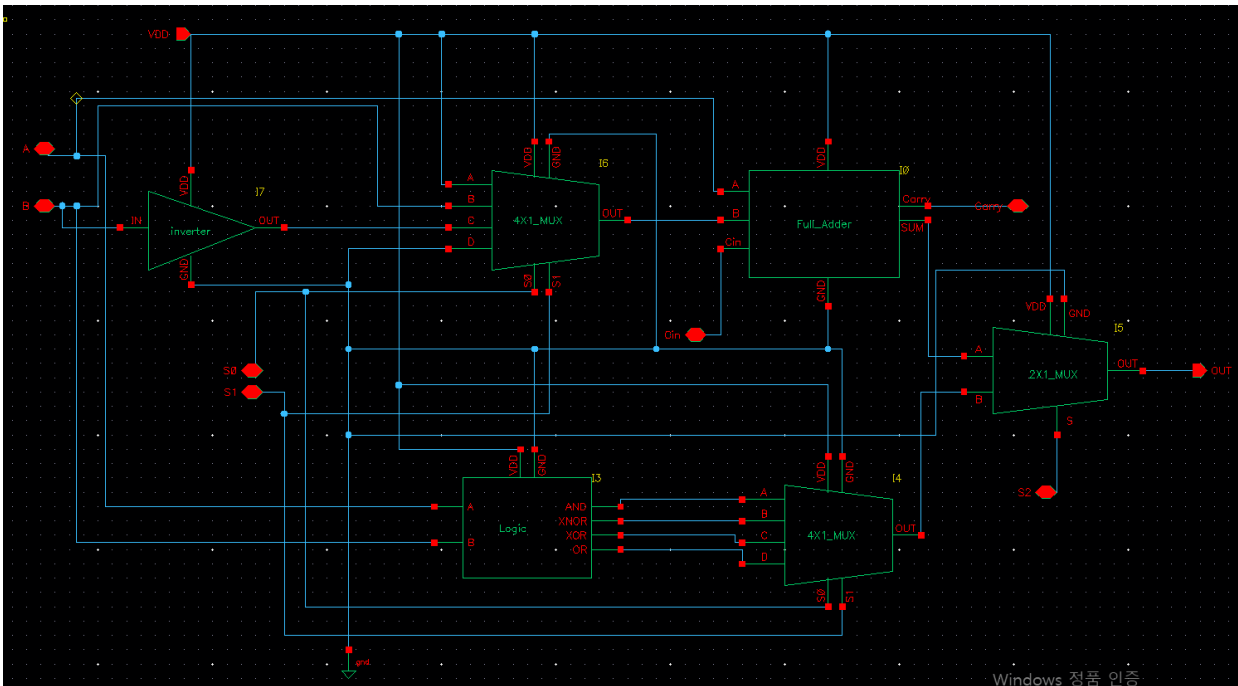 VDD
A
B
IN
VDD
GND
OUT
I7
inverter
A
B
C
D
VDD
GND
I6
4X1_MUX
OUT
S0
S1
A
B
Cin
VDD
I0
Full_Adder
Carry
SUM
GND
Carry
Cin
S0
S1
VDD
GND
I5
A
B
2X1_MUX
OUT
S
OUT
S2
VDD
GND
I3
A
B
Logic
AND
XNOR
XOR
OR
A
B
C
D
VDD
GND
I4
4X1_MUX
OUT
S0
S1
gnd
Windows 정품 인증